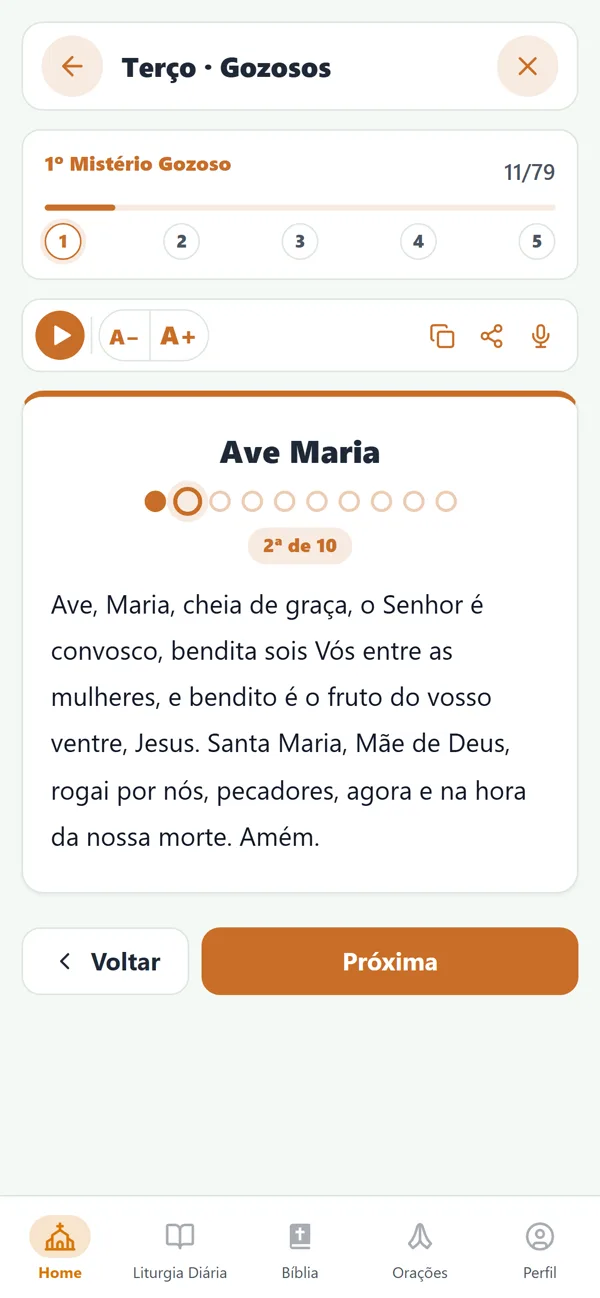 Terço · Gozosos
1º Mistério Gozoso
11/79
1 2 3 4 5
A− A+
Ave Maria
2ª de 10
Ave, Maria, cheia de graça, o Senhor é
convosco, bendita sois Vós entre as
mulheres, e bendito é o fruto do vosso
ventre, Jesus. Santa Maria, Mãe de Deus,
rogai por nós, pecadores, agora e na hora
da nossa morte. Amém.
Voltar
Próxima
Home Liturgia Diária Bíblia Orações Perfil